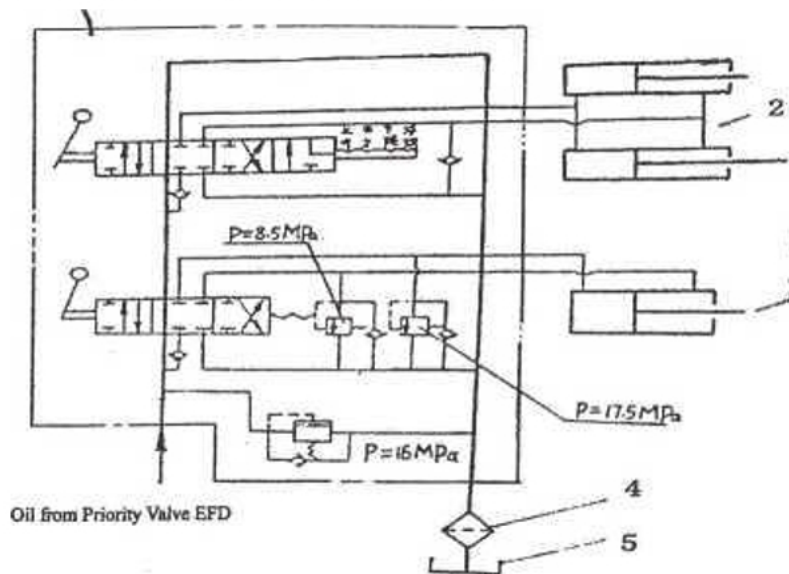 2
P=8.5MPa.
P=17.5MPa
P=16MPa
Oil from Priority Valve EFD
4
5